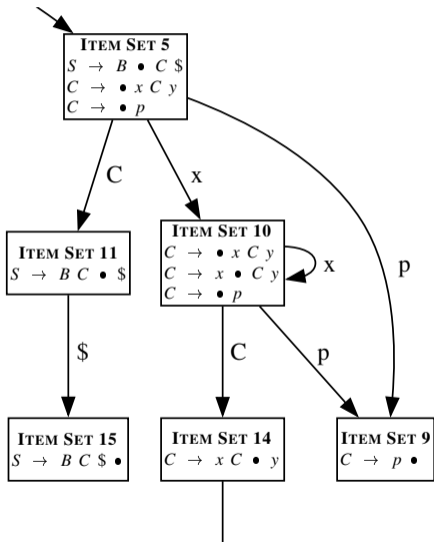 ITEM SET 5
S → B • C $
C → • x C y
C → • p
C
x
p
ITEM SET 11
S → B C • $
ITEM SET 10
C → • x C y
C → x • C y
C → • p
x
$
C
p
ITEM SET 15
S → B C $ •
ITEM SET 14
C → x C • y
ITEM SET 9
C → p •